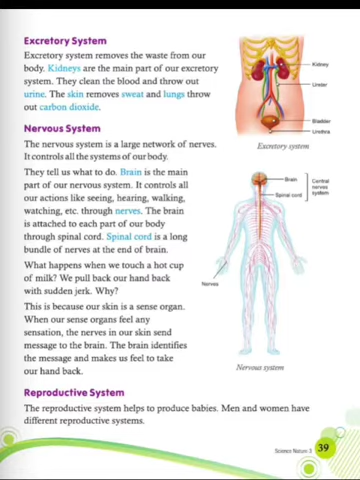 Excretory System
Excretory system removes the waste from our
body. Kidneys are the main part of our excretory
system. They clean the blood and throw out
urine. The skin removes sweat and lungs throw
out carbon dioxide.
Kidney
Ureter
Bladder
Urethra
Excretory system
Nervous System
The nervous system is a large network of nerves.
It controls all the systems of our body.
They tell us what to do. Brain is the main
part of our nervous system. It controls all
our actions like seeing, hearing, walking,
watching, etc. through nerves. The brain
is attached to each part of our body
through spinal cord. Spinal cord is a long
bundle of nerves at the end of brain.
What happens when we touch a hot cup
of milk? We pull back our hand back
with sudden jerk. Why?
This is because our skin is a sense organ.
When our sense organs feel any
sensation, the nerves in our skin send
message to the brain. The brain identifies
the message and makes us feel to take
our hand back.
Brain
Spinal cord
Central
nerves
system
Nerves
Nervous system
Reproductive System
The reproductive system helps to produce babies. Men and women have
different reproductive systems.
Science Nature 3
39